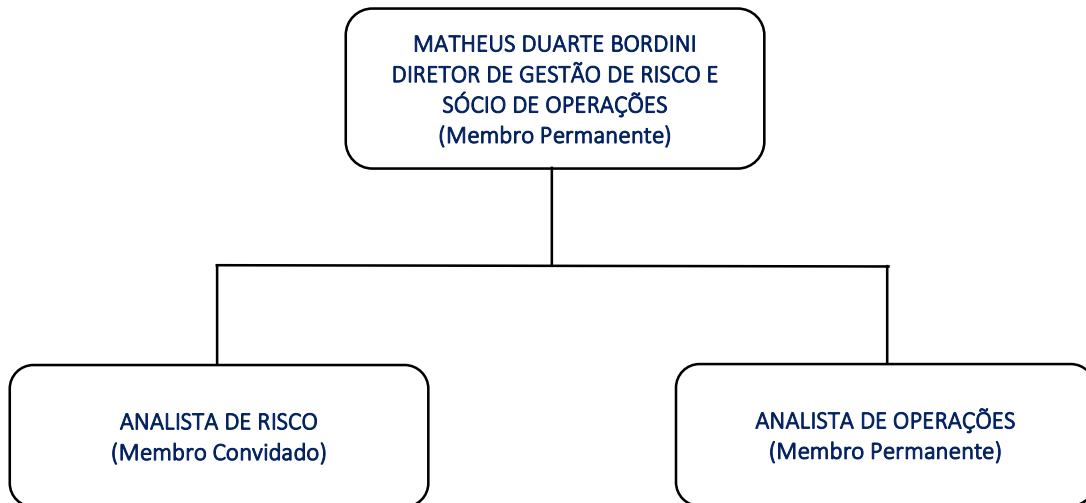 MATHEUS DUARTE BORDINI
DIRETOR DE GESTÃO DE RISCO E
SÓCIO DE OPERAÇÕES
(Membro Permanente)
ANALISTA DE RISCO
(Membro Convidado)
ANALISTA DE OPERAÇÕES
(Membro Permanente)